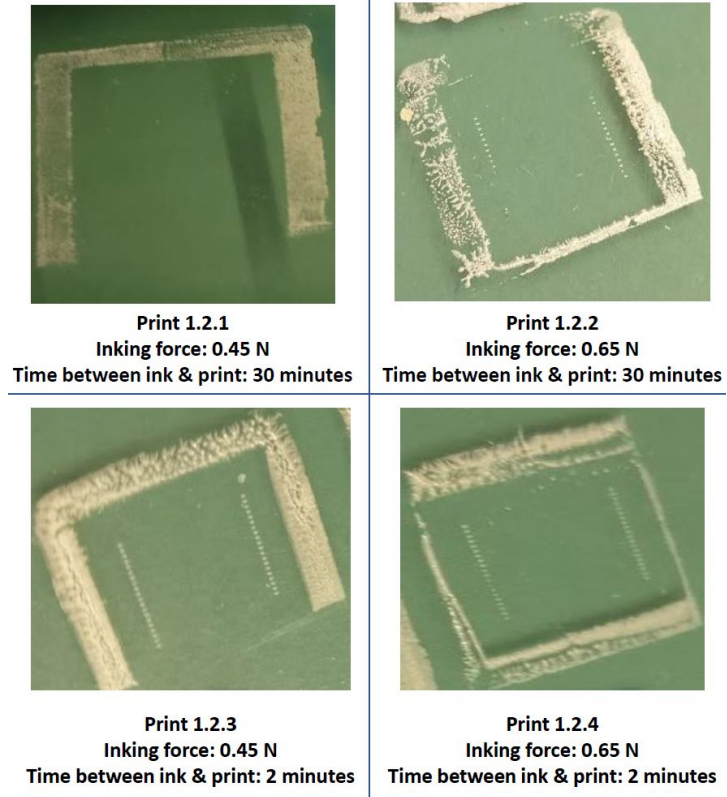 Print 1.2.1
Inking force: 0.45 N
Time between ink & print: 30 minutes
Print 1.2.2
Inking force: 0.65 N
Time between ink & print: 30 minutes
Print 1.2.3
Inking force: 0.45 N
Time between ink & print: 2 minutes
Print 1.2.4
Inking force: 0.65 N
Time between ink & print: 2 minutes